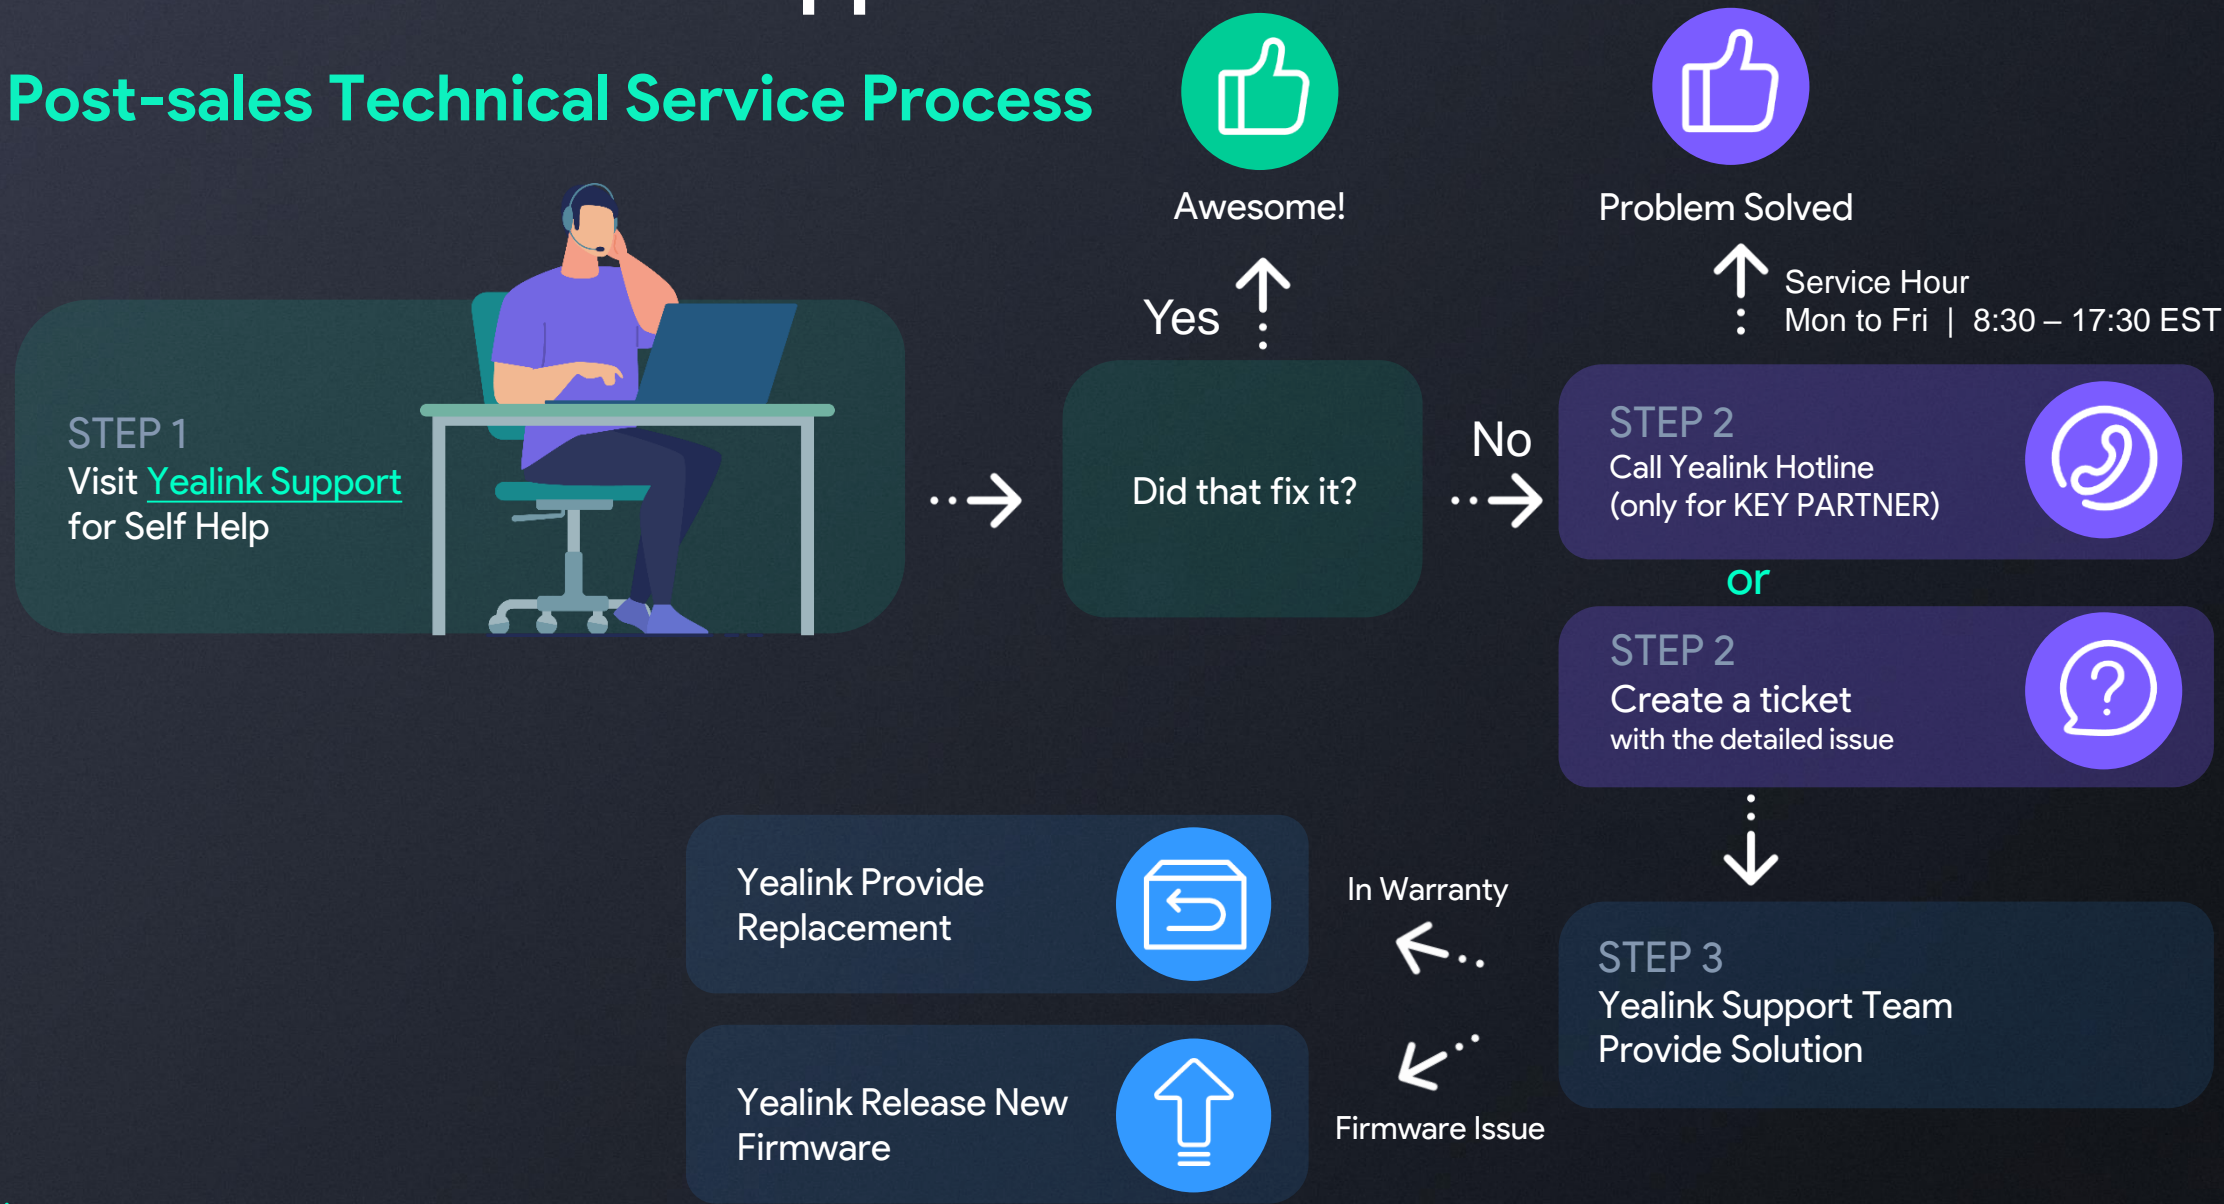 Post-sales Technical Service Process
Awesome!
Problem Solved
Yes
Service Hour
Mon to Fri | 8:30 – 17:30 EST
STEP 1
Visit Yealink Support
for Self Help
Did that fix it?
No
STEP 2
Call Yealink Hotline
(only for KEY PARTNER)
or
STEP 2
Create a ticket
with the detailed issue
Yealink Provide
Replacement
In Warranty
STEP 3
Yealink Support Team
Provide Solution
Yealink Release New
Firmware
Firmware Issue